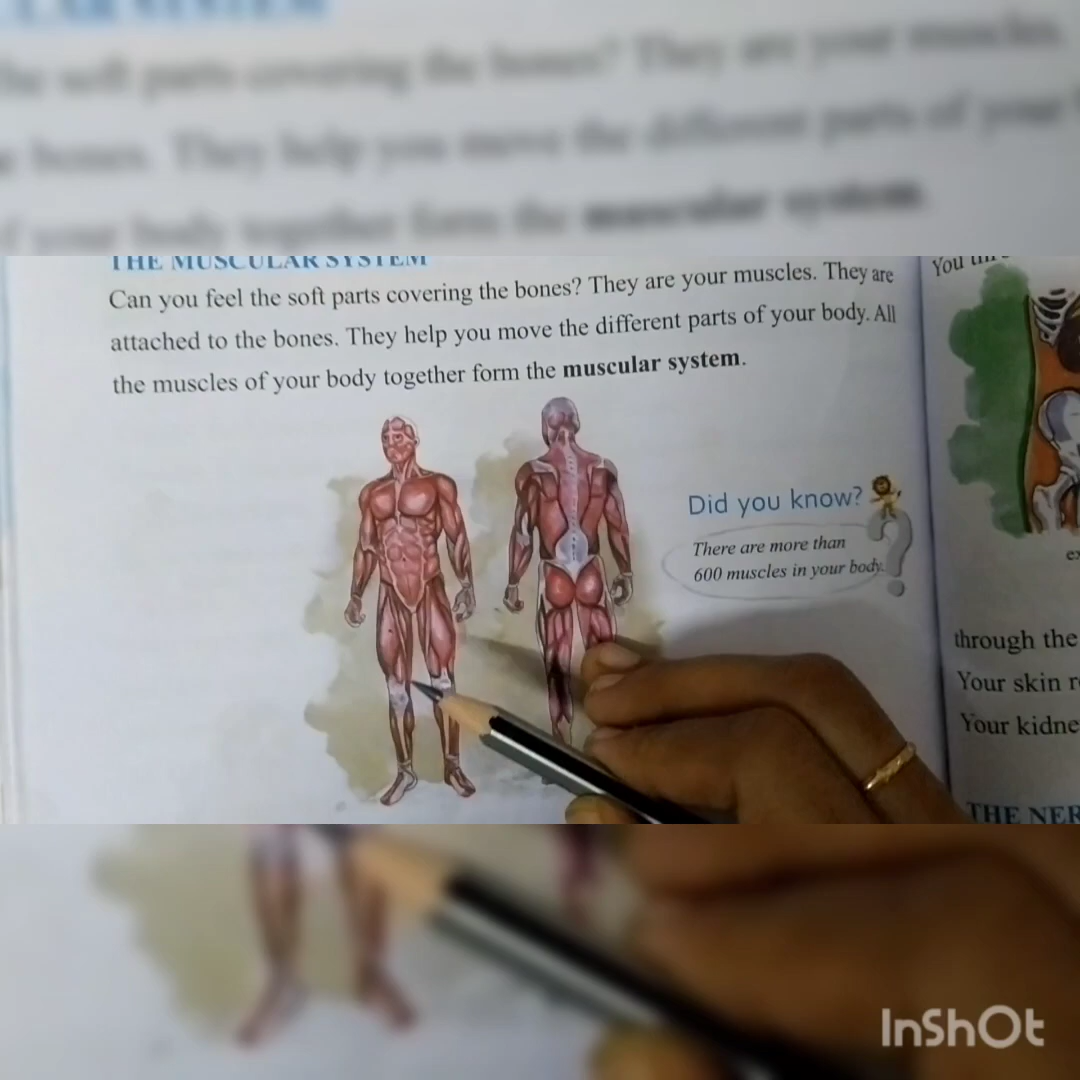 THE MUSCULAR SYSTEM
Can you feel the soft parts covering the bones? They are your muscles. They are
attached to the bones. They help you move the different parts of your body. All
the muscles of your body together form the muscular system.
Did you know?
There are more than
600 muscles in your body.
You
through the
Your skin
Your
THE
InShOt